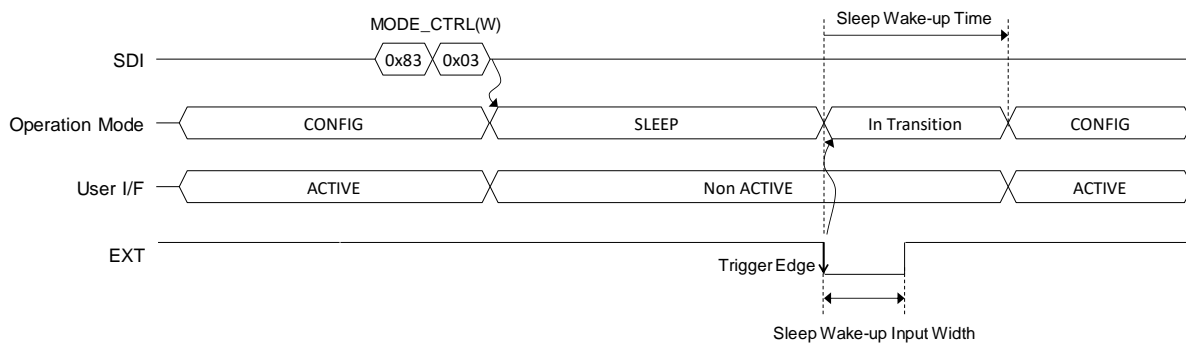 Sleep Wake-up Time
MODE_CTRL(W)
SDI
0x83
0x03
Operation Mode
CONFIG
SLEEP
In Transition
CONFIG
User I/F
ACTIVE
Non ACTIVE
ACTIVE
EXT
Trigger Edge
Sleep Wake-up Input Width